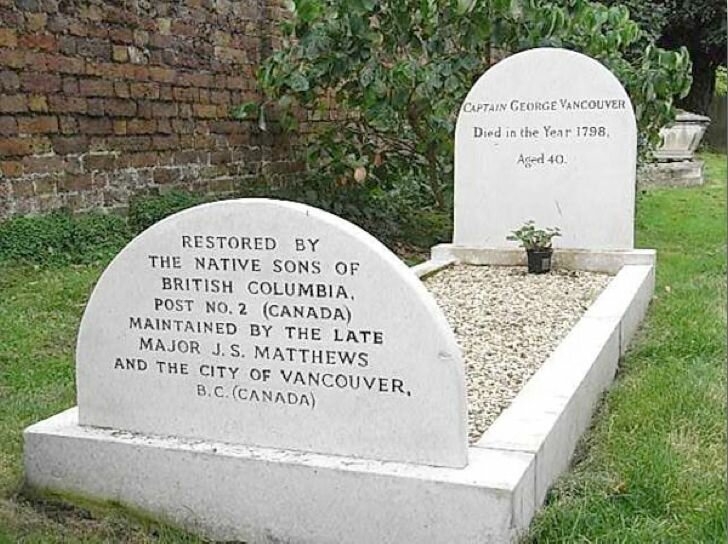 CAPTAIN GEORGE VANCOUVER
Died in the Year 1798,
Aged 40.
RESTORED BY
THE NATIVE SONS OF
BRITISH COLUMBIA,
POST NO. 2 (CANADA)
MAINTAINED BY THE LATE
MAJOR J. S. MATTHEWS
AND THE CITY OF VANCOUVER,
B.C. (CANADA)